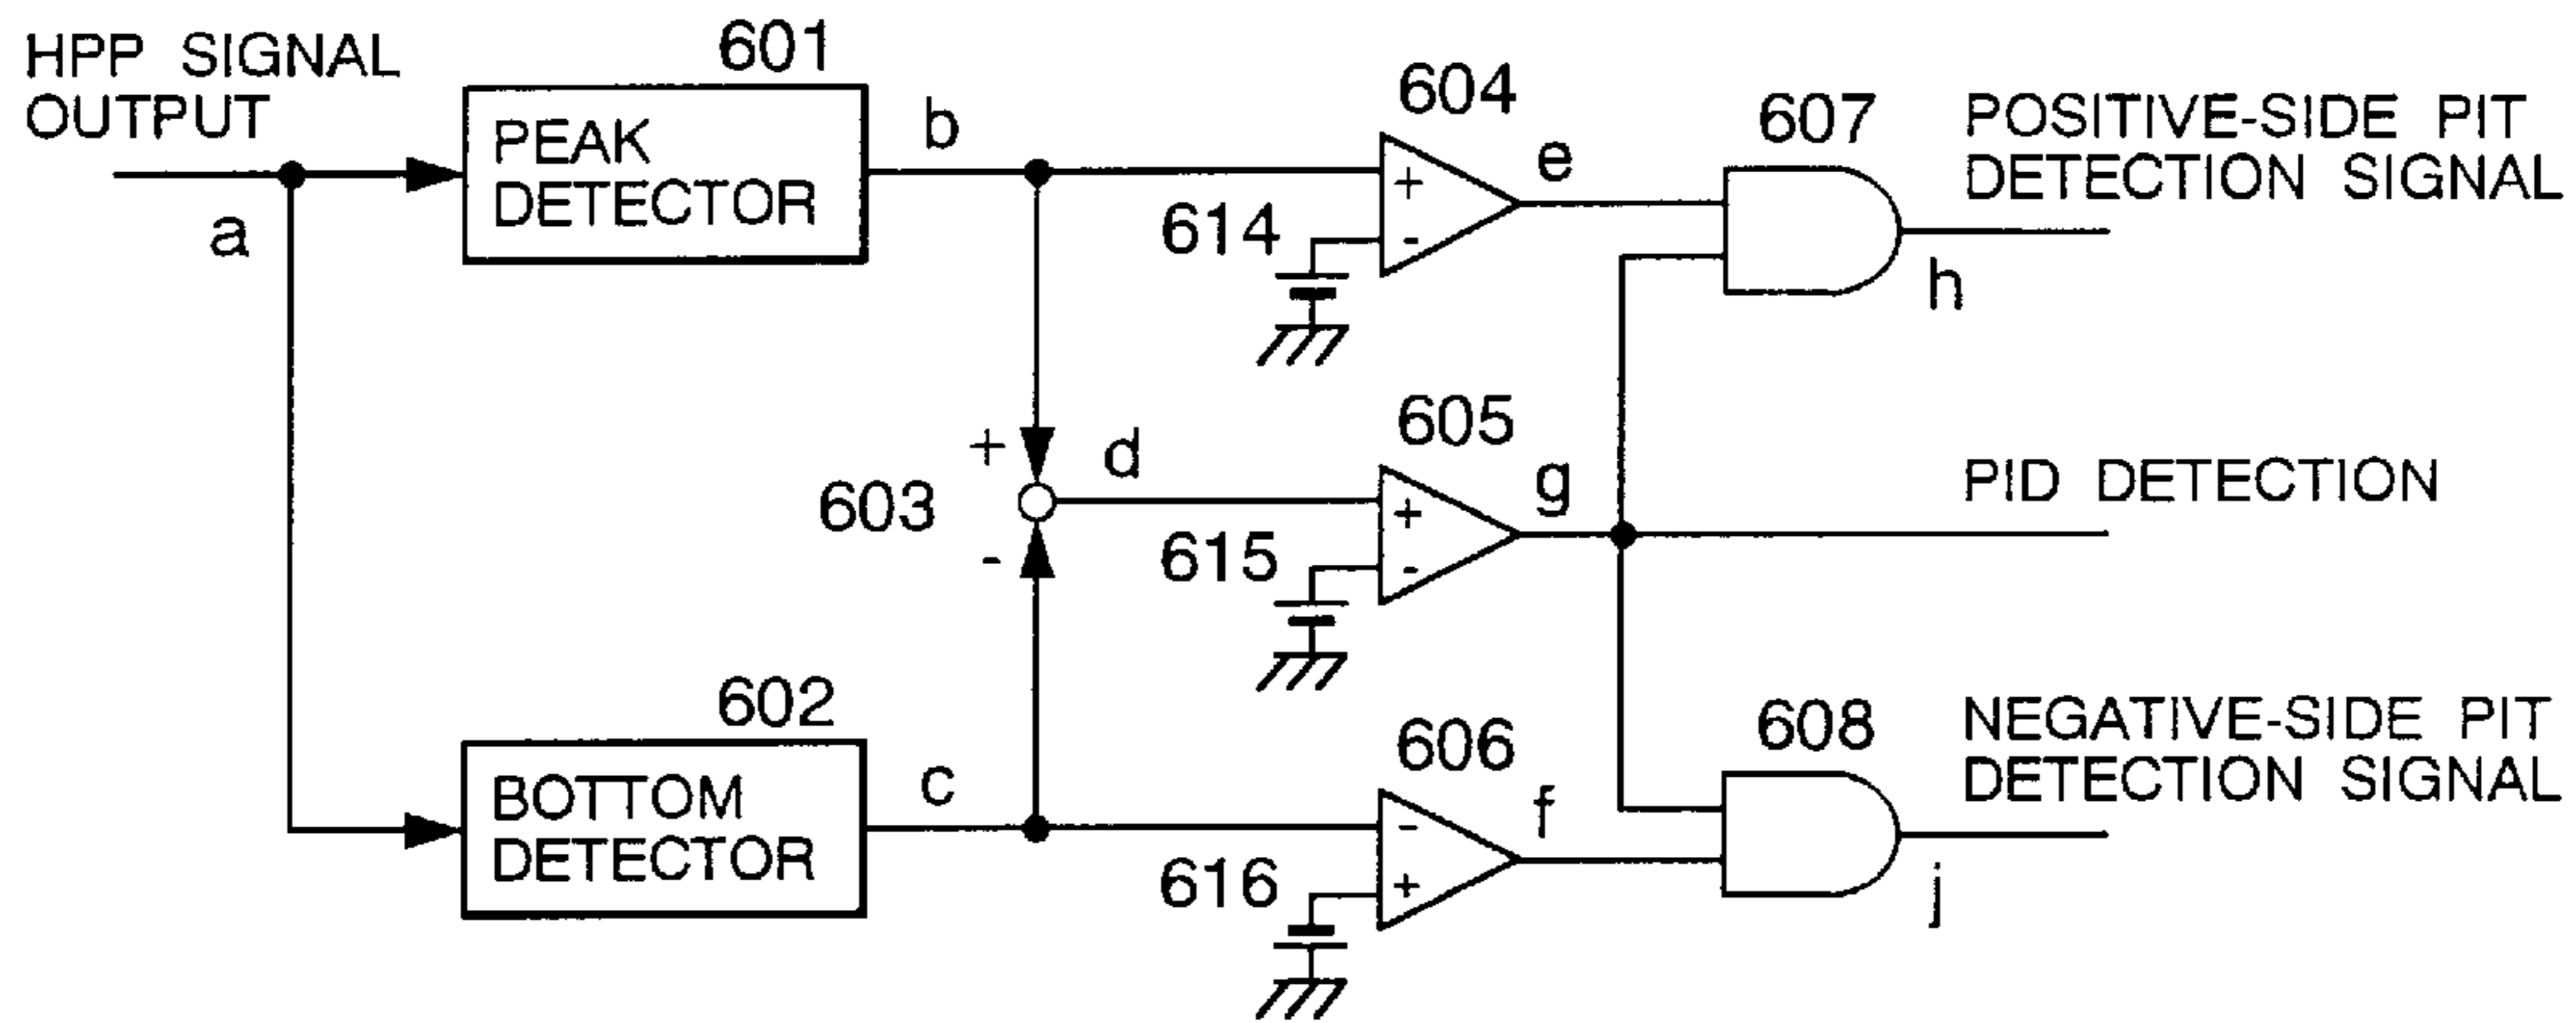 HPP SIGNAL
OUTPUT
a
601
PEAK
DETECTOR
b
604
+
-
614
e
607
POSITIVE-SIDE PIT
DETECTION SIGNAL
h
+
603
-
d
605
+
-
615
g
PID DETECTION
602
BOTTOM
DETECTOR
c
606
-
+
616
f
608
NEGATIVE-SIDE PIT
DETECTION SIGNAL
j